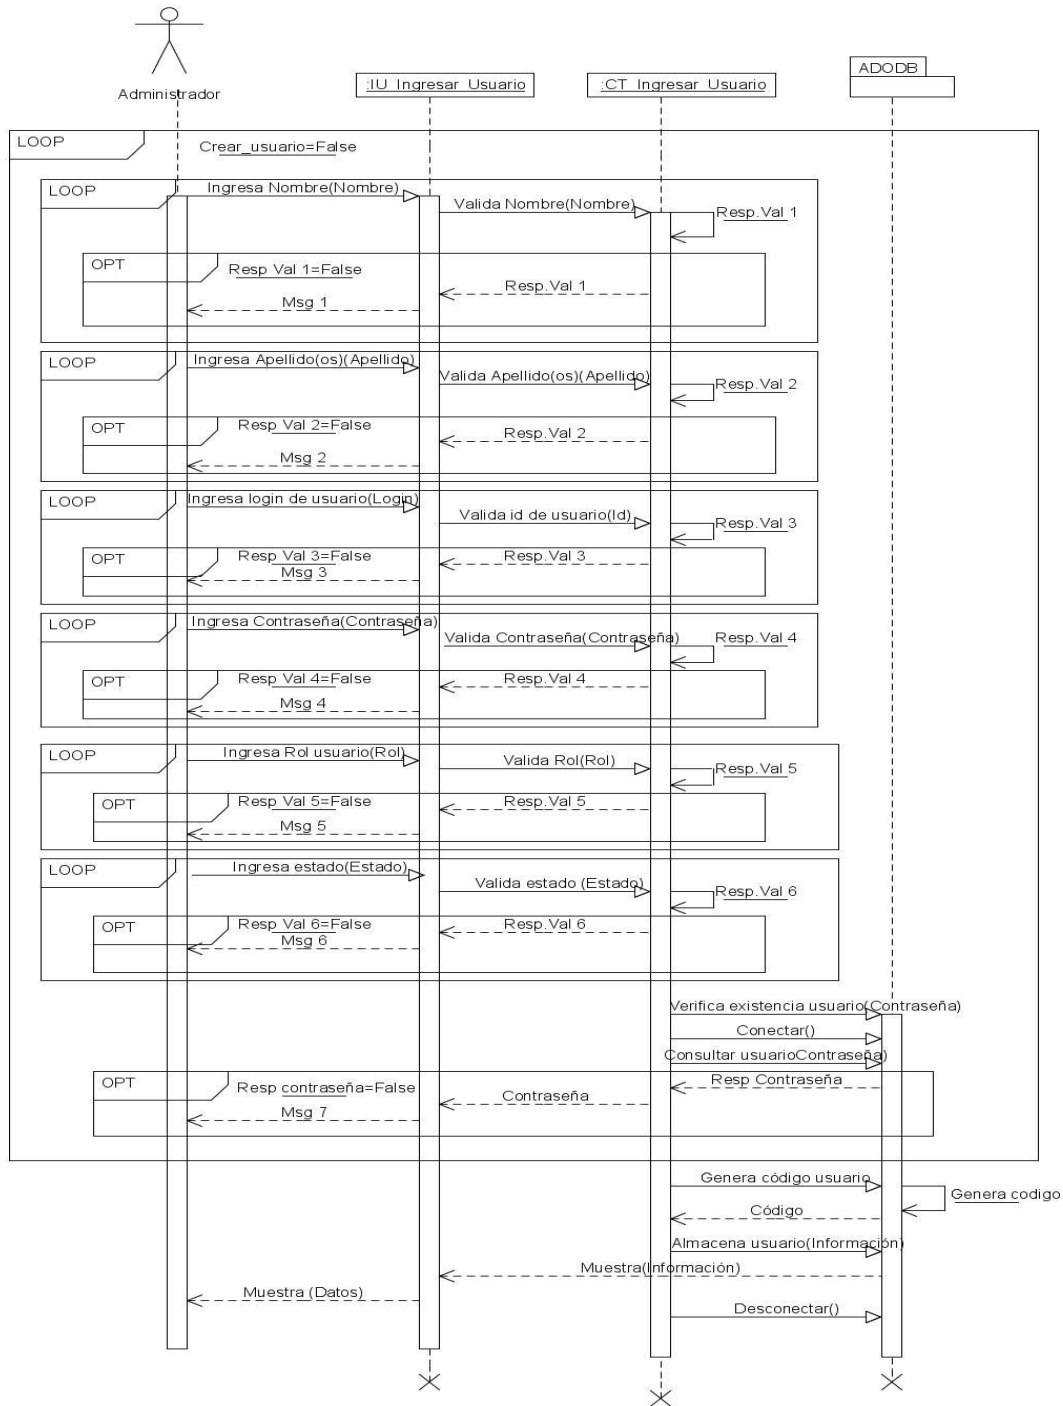 Administrador
:IU_Ingresar_Usuario
:CT_Ingresar_Usuario
ADODB
LOOP
Crear_usuario=False
LOOP
Ingresa Nombre(Nombre)
Valida Nombre(Nombre)
Resp.Val 1
OPT
Resp Val 1=False
Resp.Val 1
Msg 1
LOOP
Ingresa Apellido(os)(Apellido)
Valida Apellido(os)(Apellido)
Resp.Val 2
OPT
Resp Val 2=False
Resp.Val 2
Msg 2
LOOP
Ingresa login de usuario(Login)
Valida id de usuario(Id)
Resp.Val 3
OPT
Resp Val 3=False
Resp.Val 3
Msg 3
LOOP
Ingresa Contraseña(Contraseña)
Valida Contraseña(Contraseña)
Resp.Val 4
OPT
Resp Val 4=False
Resp.Val 4
Msg 4
LOOP
Ingresa Rol usuario(Rol)
Valida Rol(Rol)
Resp.Val 5
OPT
Resp Val 5=False
Resp.Val 5
Msg 5
LOOP
Ingresa estado(Estado)
Valida estado (Estado)
Resp.Val 6
OPT
Resp Val 6=False
Resp.Val 6
Msg 6
Verifica existencia usuario(Contraseña)
Conectar()
Consultar usuarioContraseña)
OPT
Resp contraseña=False
Resp Contraseña
Contraseña
Msg 7
Genera código usuario
Genera codigo
Código
Almacena usuario(Información)
Muestra(Información)
Muestra (Datos)
Desconectar()